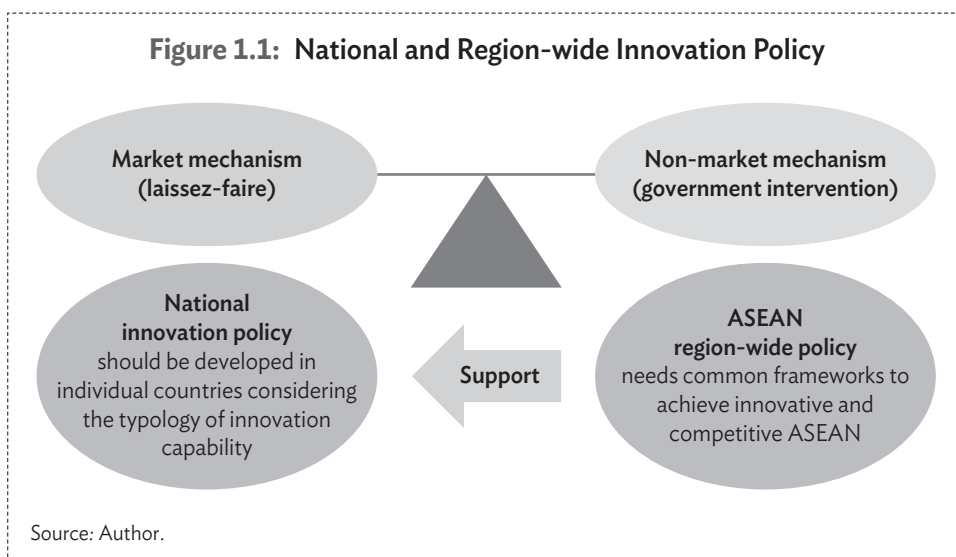 Figure 1.1: National and Region-wide Innovation Policy
Market mechanism
(laissez-faire)
Non-market mechanism
(government intervention)
National
innovation policy
should be developed in
individual countries considering
the typology of innovation
capability
Support
ASEAN
region-wide policy
needs common frameworks to
achieve innovative and
competitive ASEAN
Source: Author.